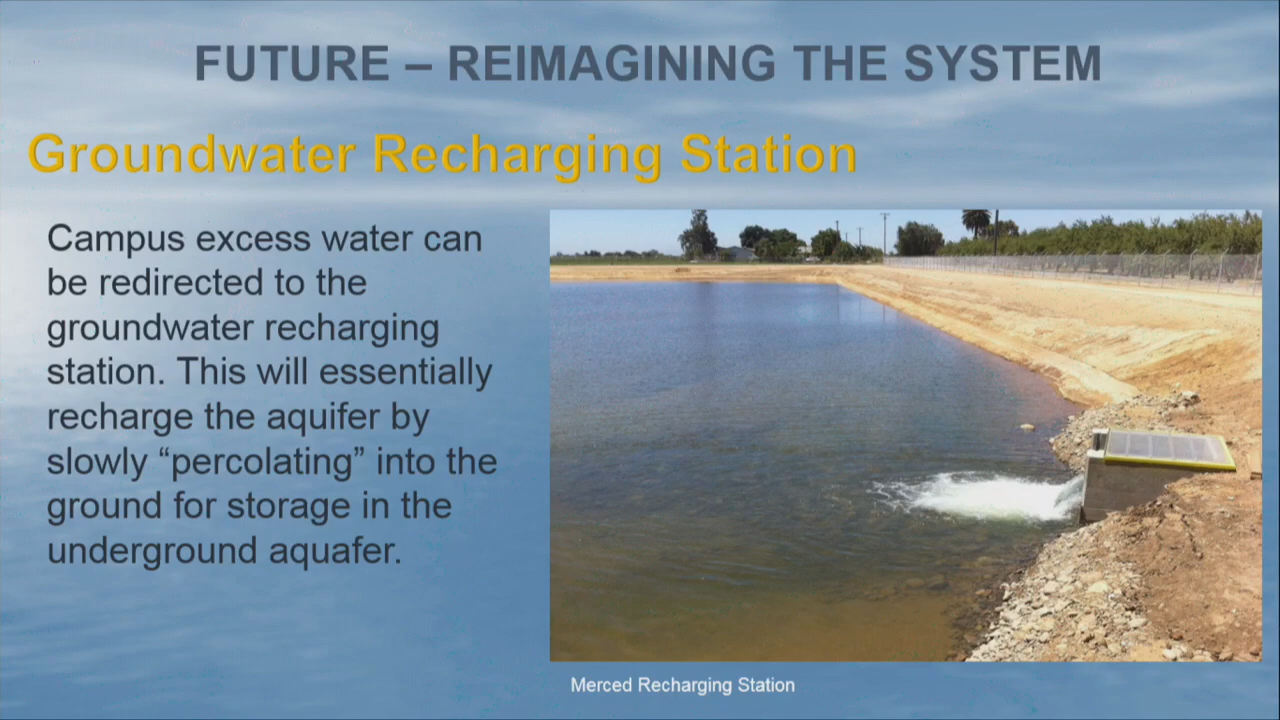 FUTURE – REIMAGINING THE SYSTEM
Groundwater Recharging Station
Campus excess water can
be redirected to the
groundwater recharging
station. This will essentially
recharge the aquifer by
slowly “percolating” into the
ground for storage in the
underground aquafer.
Merced Recharging Station